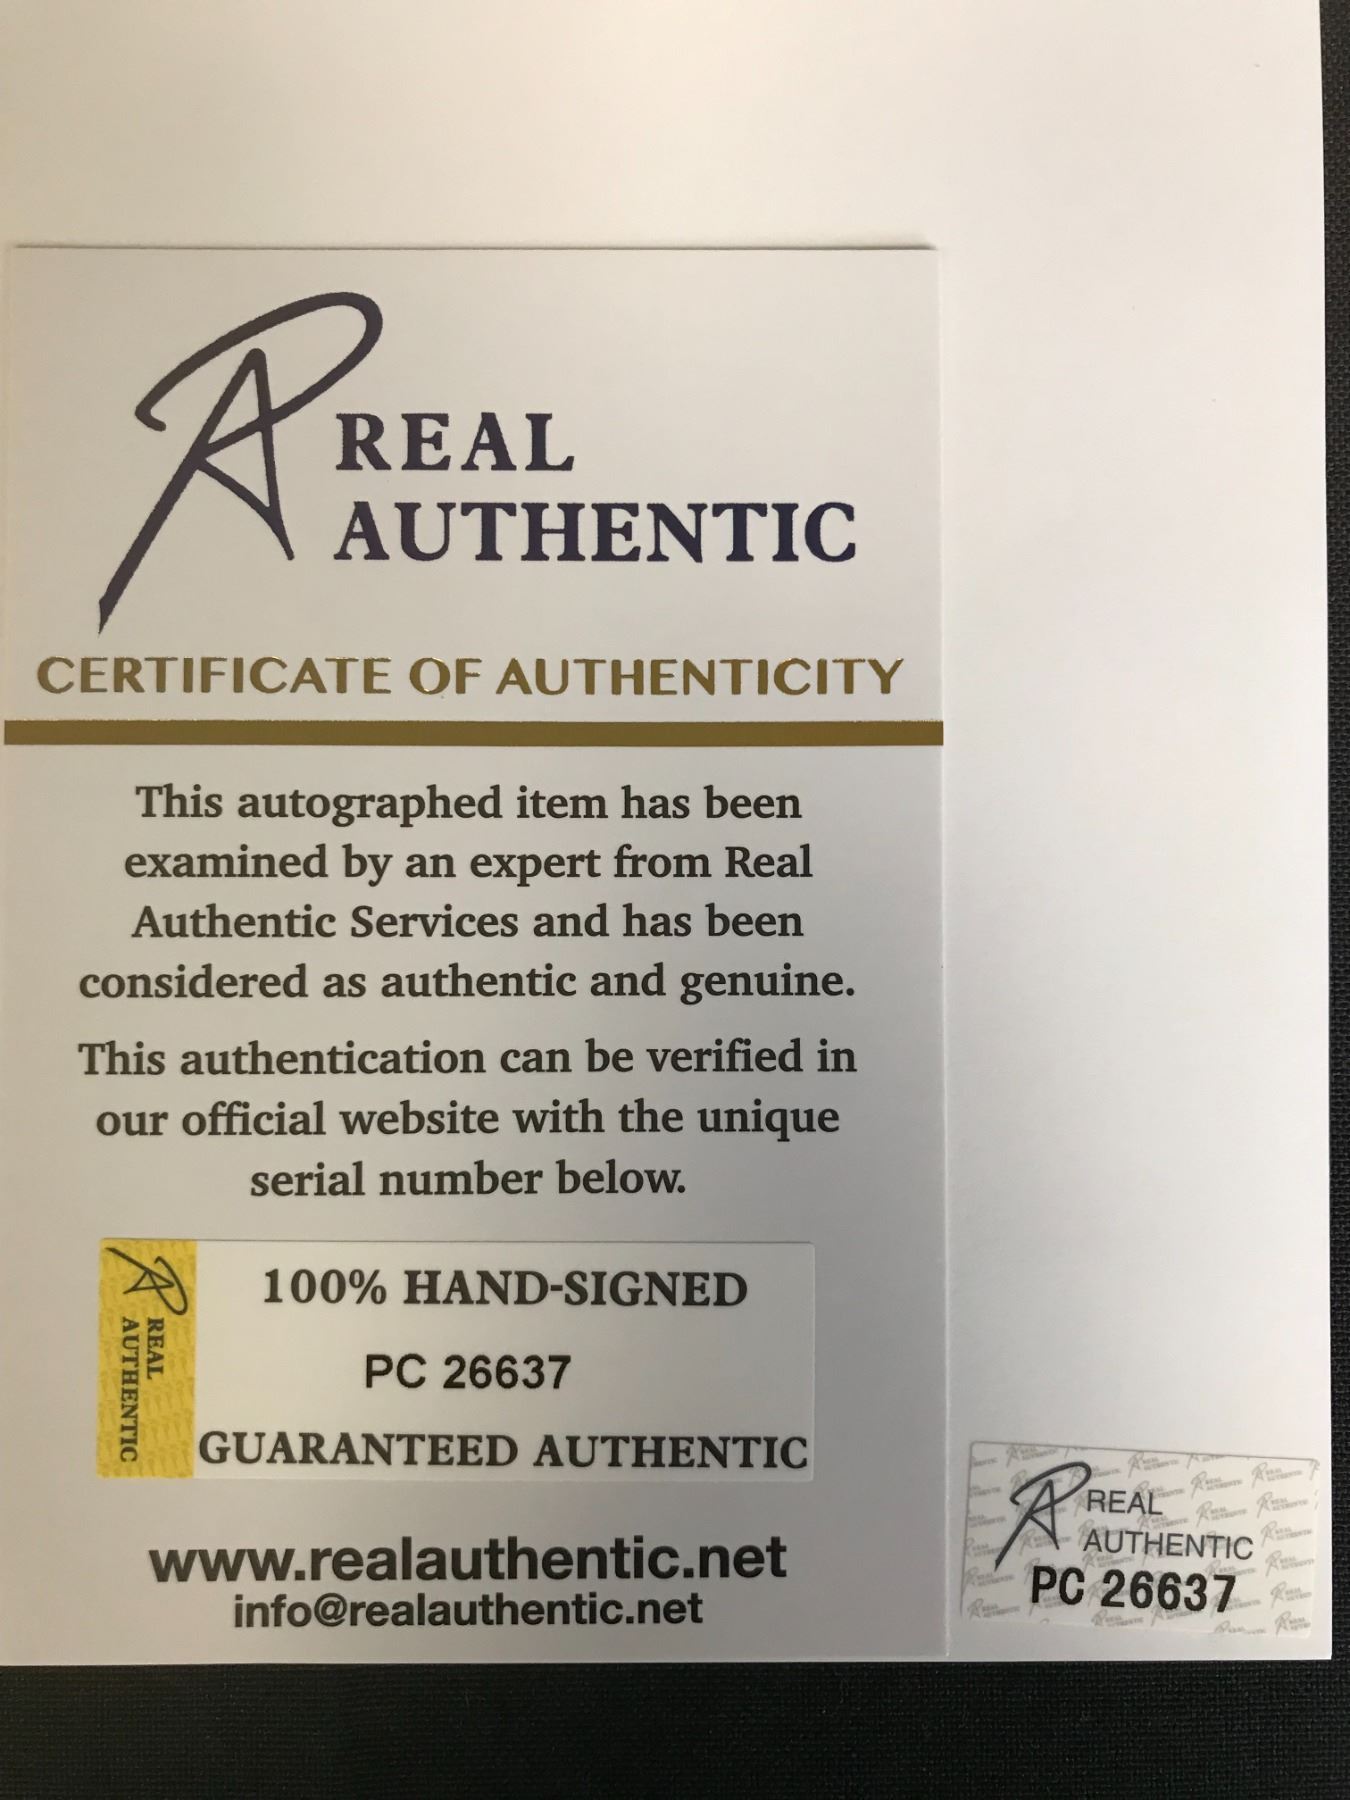 REAL
AUTHENTIC
CERTIFICATE OF AUTHENTICITY
This autographed item has been
examined by an expert from Real
Authentic Services and has been
considered as authentic and genuine.
This authentication can be verified in
our official website with the unique
serial number below.
REAL
AUTHENTIC
100% HAND-SIGNED
PC 26637
GUARANTEED AUTHENTIC
www.realauthentic.net
info@realauthentic.net
REAL
AUTHENTIC
PC 26637